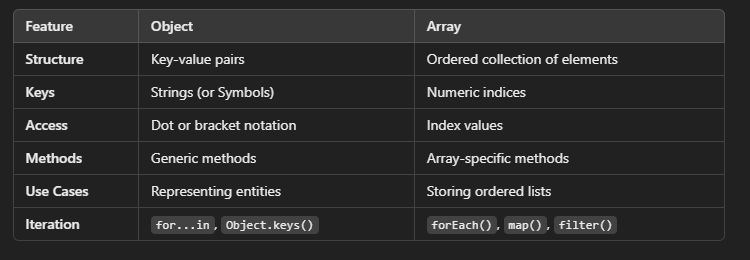 Feature Object Array
Structure Key-value pairs Ordered collection of elements
Keys Strings (or Symbols) Numeric indices
Access Dot or bracket notation Index values
Methods Generic methods Array-specific methods
Use Cases Representing entities Storing ordered lists
Iteration for...in, Object.keys() forEach(), map(), filter()